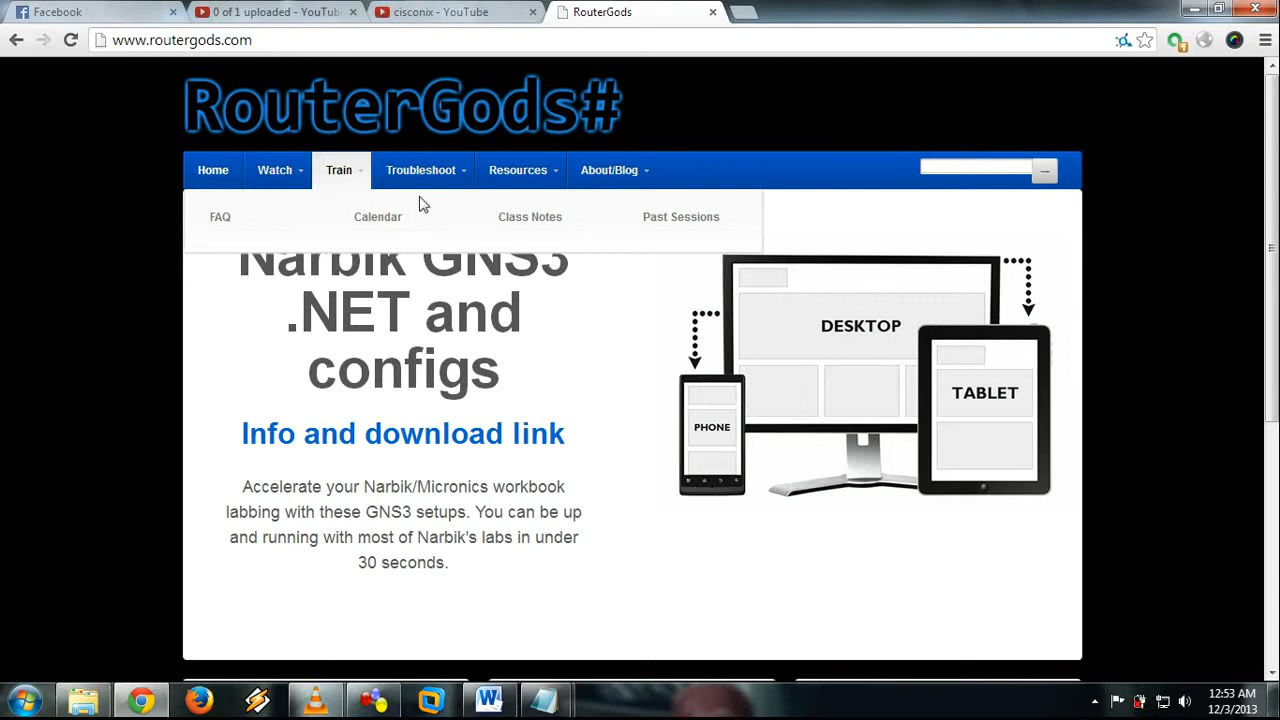 Facebook
0 of 1 uploaded - YouTube
cisconix - YouTube
RouterGods
www.routergods.com
RouterGods#
Home Watch Train Troubleshoot Resources About/Blog
FAQ Calendar Class Notes Past Sessions
Narbik GNS3
.NET and
configs
Info and download link
Accelerate your Narbik/Micronics workbook
labbing with these GNS3 setups. You can be up
and running with most of Narbik's labs in under
30 seconds.
DESKTOP
TABLET
PHONE
12:53 AM
12/3/2013